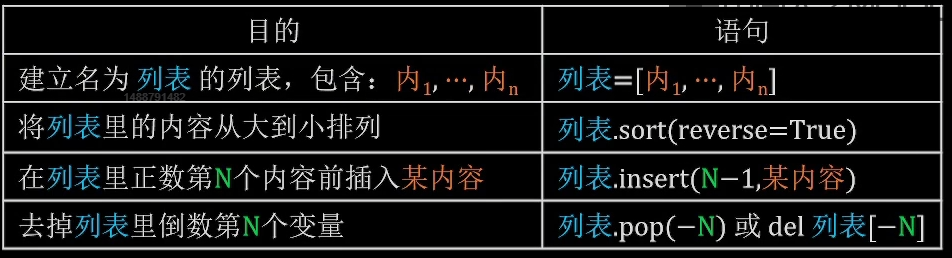 目的 语句
建立名为 列表 的列表，包含：内1,…,内n 列表=[内1,…,内n]
1488791482
将列表里的内容从大到小排列 列表.sort(reverse=True)
在列表里正数第N个内容前插入某内容 列表.insert(N−1,某内容)
去掉列表里倒数第N个变量 列表.pop(−N) 或 del 列表[−N]